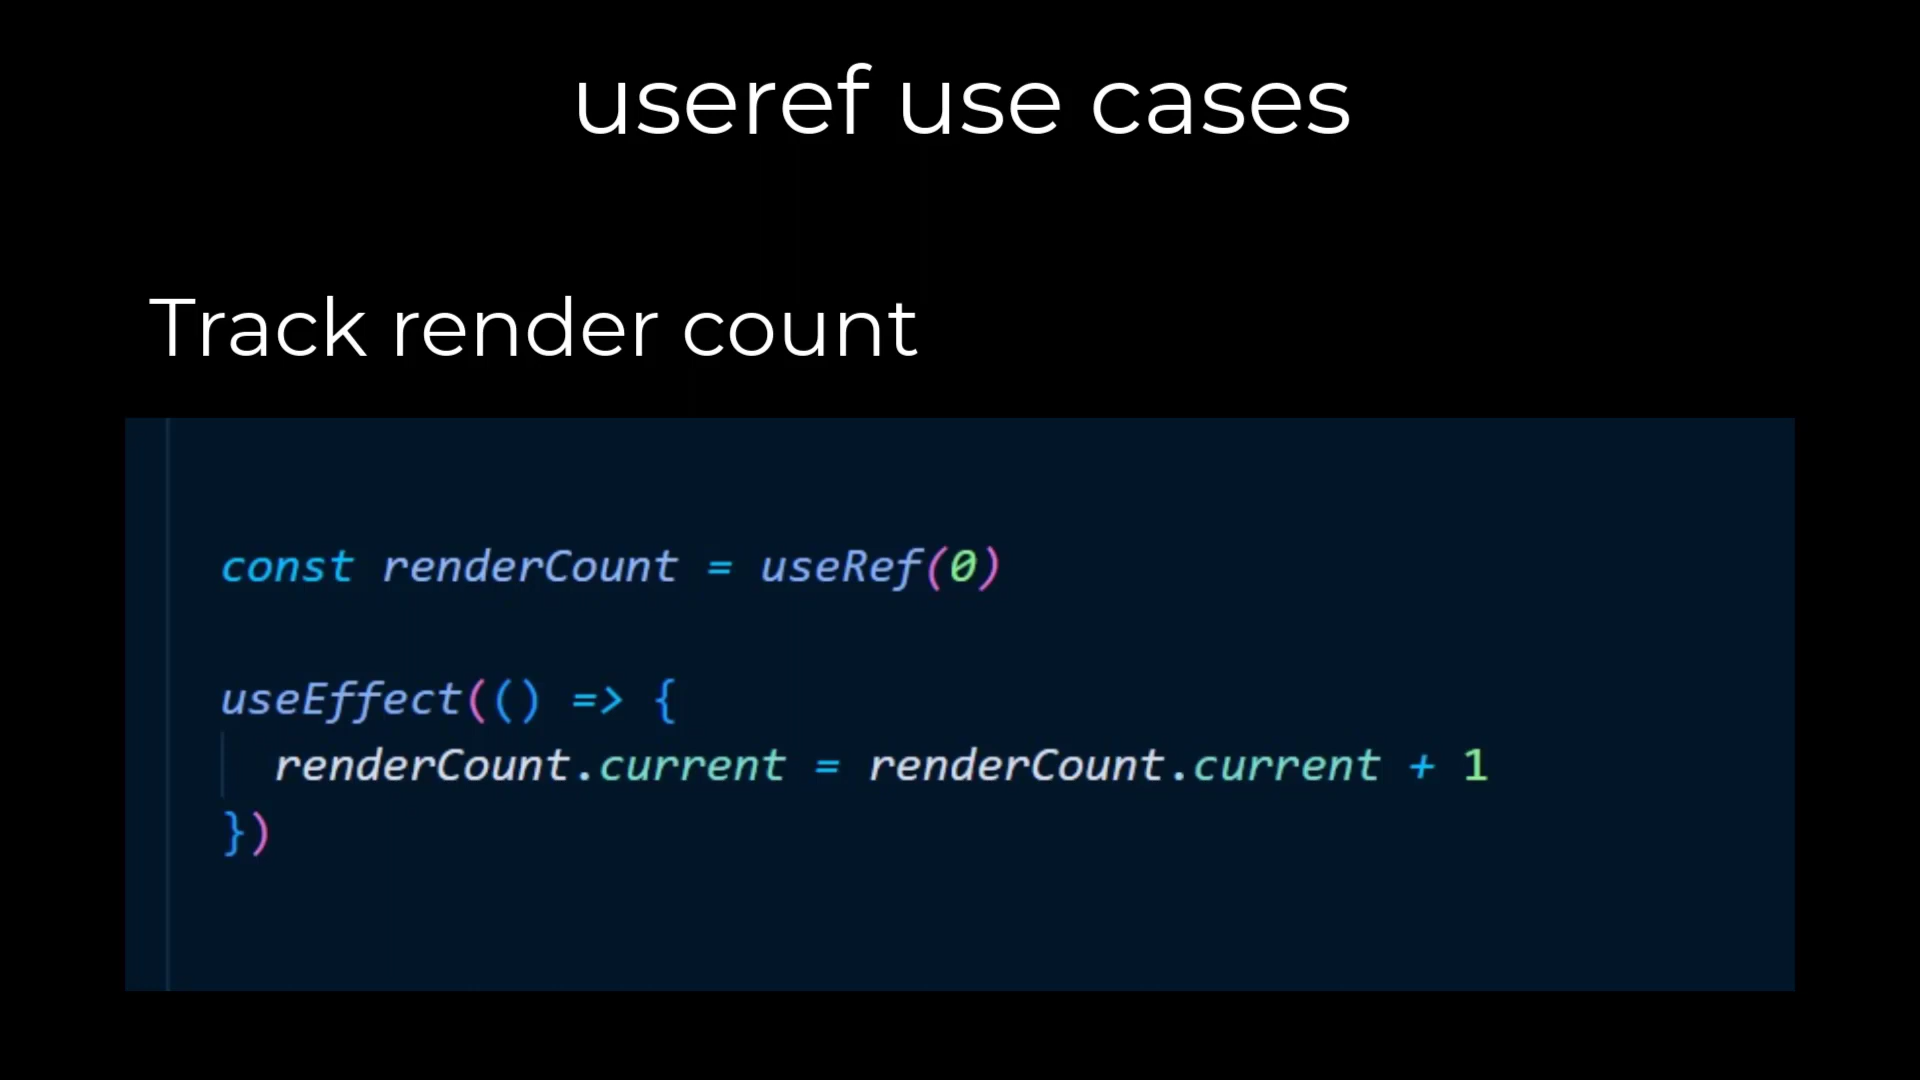 useref use cases
Track render count
const renderCount = useRef(0)
useEffect(() => {
renderCount.current = renderCount.current + 1
})